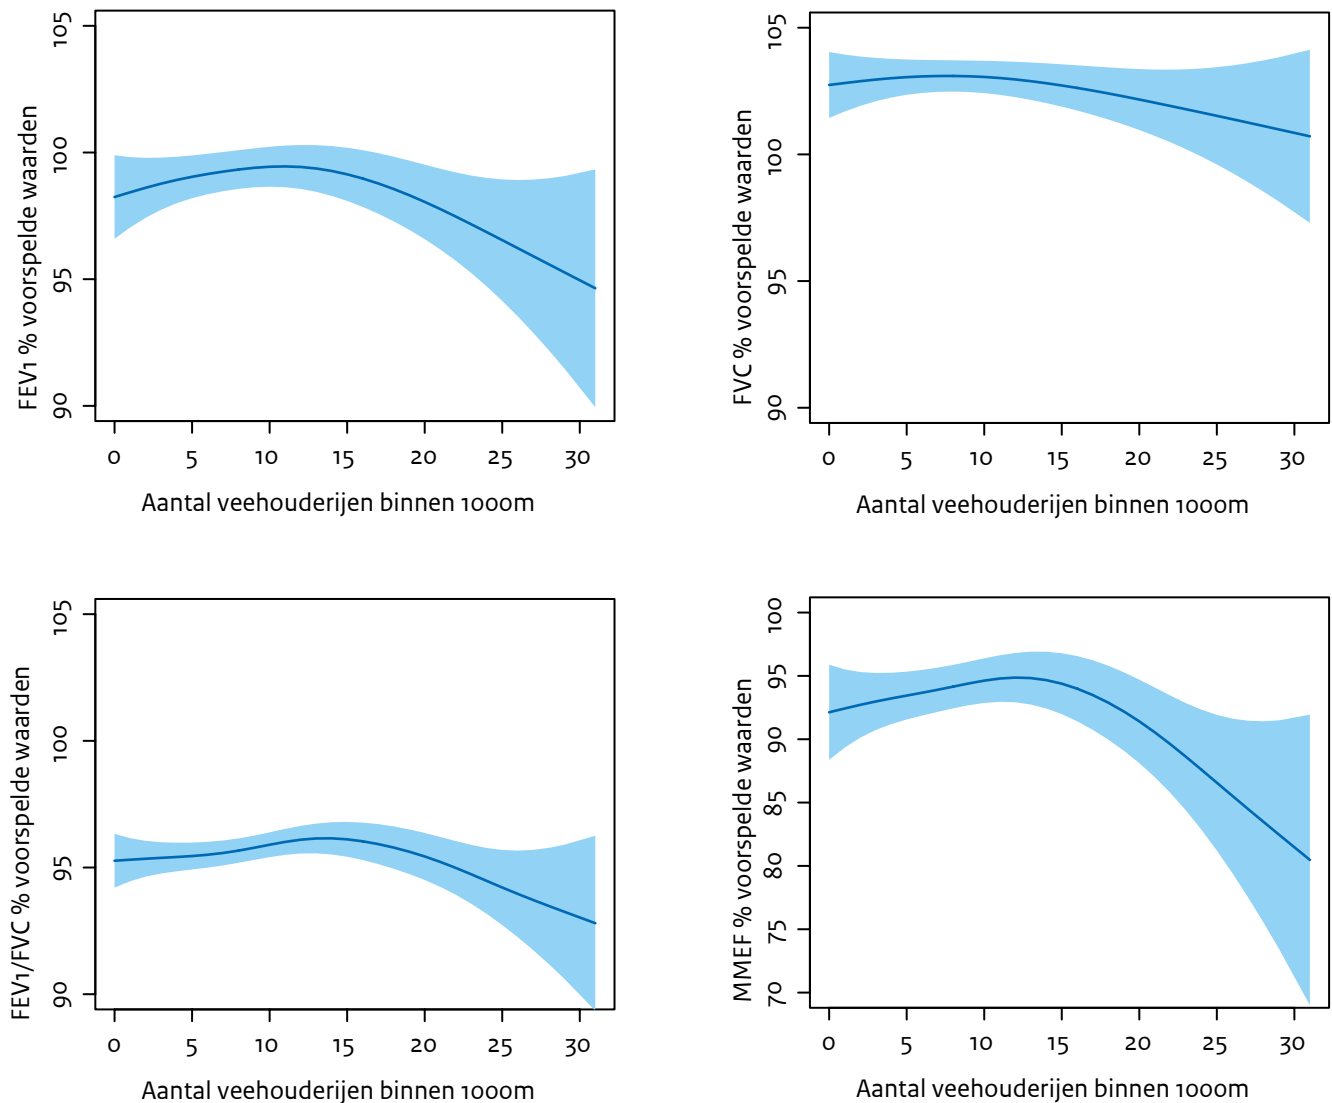 FEV1 % voorspelde waarden
105
100
95
90
0 5 10 15 20 25 30
Aantal veehouderijen binnen 1000m
FVC % voorspelde waarden
105
100
95
90
0 5 10 15 20 25 30
Aantal veehouderijen binnen 1000m
FEV1/FVC % voorspelde waarden
105
100
95
90
0 5 10 15 20 25 30
Aantal veehouderijen binnen 1000m
MMEF % voorspelde waarden
100
95
90
85
80
75
70
0 5 10 15 20 25 30
Aantal veehouderijen binnen 1000m